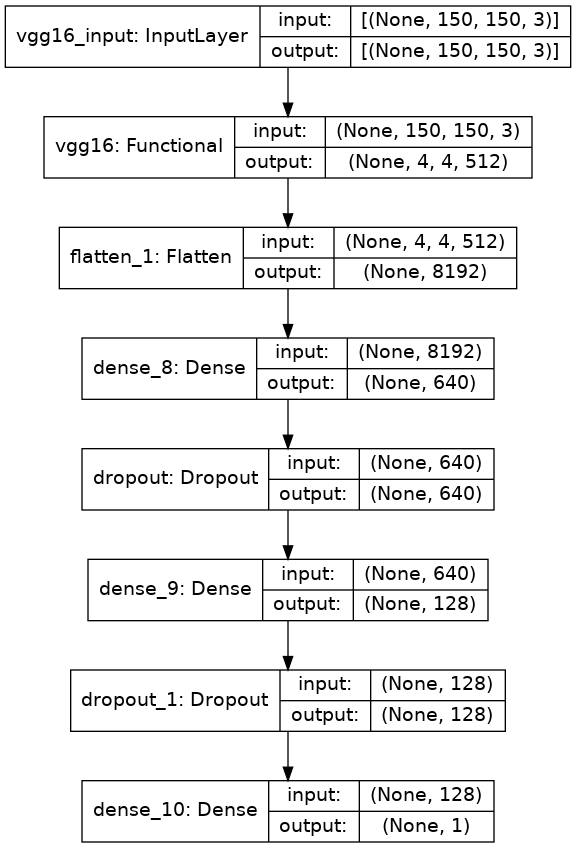 vgg16_input: InputLayer
input: [(None, 150, 150, 3)]
output: [(None, 150, 150, 3)]
vgg16: Functional
input: (None, 150, 150, 3)
output: (None, 4, 4, 512)
flatten_1: Flatten
input: (None, 4, 4, 512)
output: (None, 8192)
dense_8: Dense
input: (None, 8192)
output: (None, 640)
dropout: Dropout
input: (None, 640)
output: (None, 640)
dense_9: Dense
input: (None, 640)
output: (None, 128)
dropout_1: Dropout
input: (None, 128)
output: (None, 128)
dense_10: Dense
input: (None, 128)
output: (None, 1)